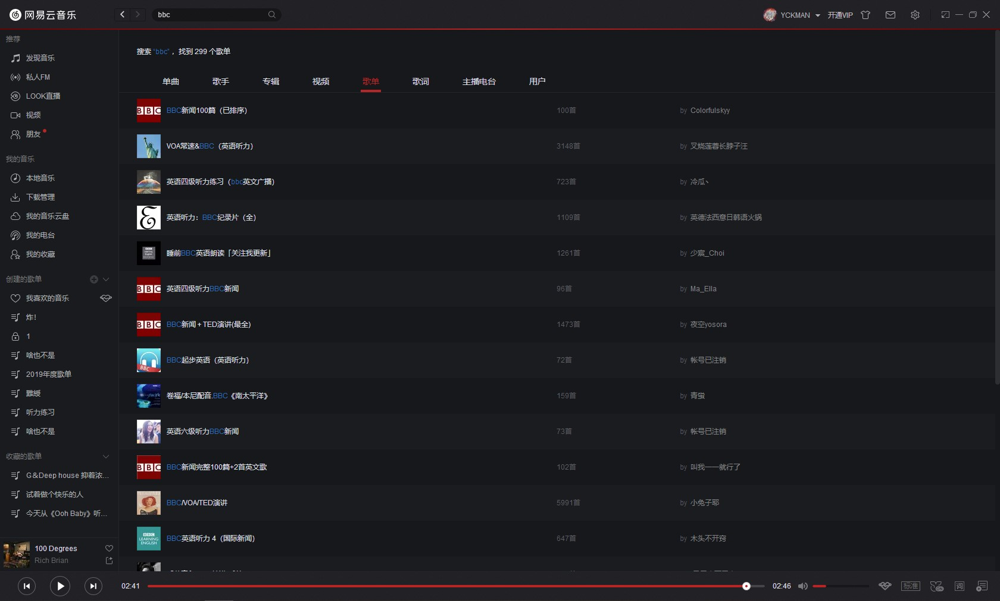 网易云音乐
bbc
YCKMAN
开通VIP
推荐
发现音乐
私人FM
LOOK直播
视频
朋友
我的音乐
本地音乐
下载管理
我的音乐云盘
我的电台
我的收藏
创建的歌单
我喜欢的音乐
炸！
1
啥也不是
2019年度歌单
難綬
听力练习
啥也不是
收藏的歌单
G&Deep house 抑着浓...
试着做个快乐的人
今天从《Ooh Baby》听...
搜索 "bbc"，找到 299 个歌单
单曲 歌手 专辑 视频 歌单 歌词 主播电台 用户
BBC BBC新闻100篇（已排序） 100首 by Colorfulskyy
VOA常速&BBC（英语听力） 3148首 by 叉烧莲蓉长脖子汪
英语四级听力练习（bbc英文广播） 723首 by 冷瓜丶
英语听力：BBC纪录片（全） 1109首 by 英德法西意日韩语火锅
睡前BBC英语朗读「关注我更新」 1261首 by 少宸_Choi
BBC 英语四级听力BBC新闻 96首 by Ma_Ella
BBC BBC新闻＋TED演讲(最全) 1473首 by 夜空yosora
BBC BBC起步英语（英语听力） 72首 by 帐号已注销
pacific 卷福/本尼配音.BBC《南太平洋》 159首 by 青萤
英语六级听力BBC新闻 73首 by 帐号已注销
BBC BBC新闻完整100篇+2首英文歌 102首 by 叫我一一就行了
BBC/VOA/TED演讲 5991首 by 小兔子耶
BBC LEARNING ENGLISH BBC英语听力 4（国际新闻） 647首 by 木头不开窍
100 Degrees
Rich Brian
02:41
02:46
标准
ON
词